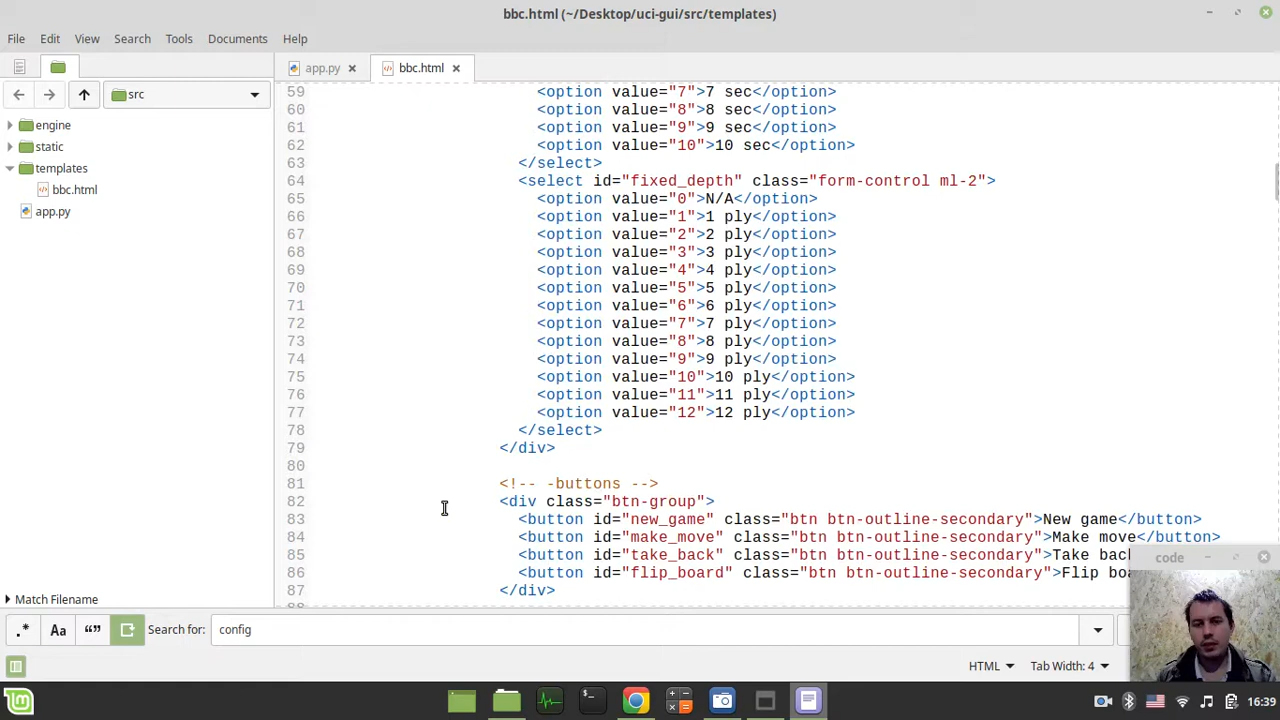 bbc.html (~/Desktop/uci-gui/src/templates)
File Edit View Search Tools Documents Help
app.py bbc.html
src
engine
static
templates
bbc.html
app.py
Match Filename
59 <option value="7">7 sec</option>
60 <option value="8">8 sec</option>
61 <option value="9">9 sec</option>
62 <option value="10">10 sec</option>
63 </select>
64 <select id="fixed_depth" class="form-control ml-2">
65 <option value="0">N/A</option>
66 <option value="1">1 ply</option>
67 <option value="2">2 ply</option>
68 <option value="3">3 ply</option>
69 <option value="4">4 ply</option>
70 <option value="5">5 ply</option>
71 <option value="6">6 ply</option>
72 <option value="7">7 ply</option>
73 <option value="8">8 ply</option>
74 <option value="9">9 ply</option>
75 <option value="10">10 ply</option>
76 <option value="11">11 ply</option>
77 <option value="12">12 ply</option>
78 </select>
79 </div>
80
81 <!-- -buttons -->
82 <div class="btn-group">
83 <button id="new_game" class="btn btn-outline-secondary">New game</button>
84 <button id="make_move" class="btn btn-outline-secondary">Make move</button>
85 <button id="take_back" class="btn btn-outline-secondary">Take bac
86 <button id="flip_board" class="btn btn-outline-secondary">Flip boa
87 </div>
code
.* Aa “” Search for: config
HTML Tab Width: 4
16:39